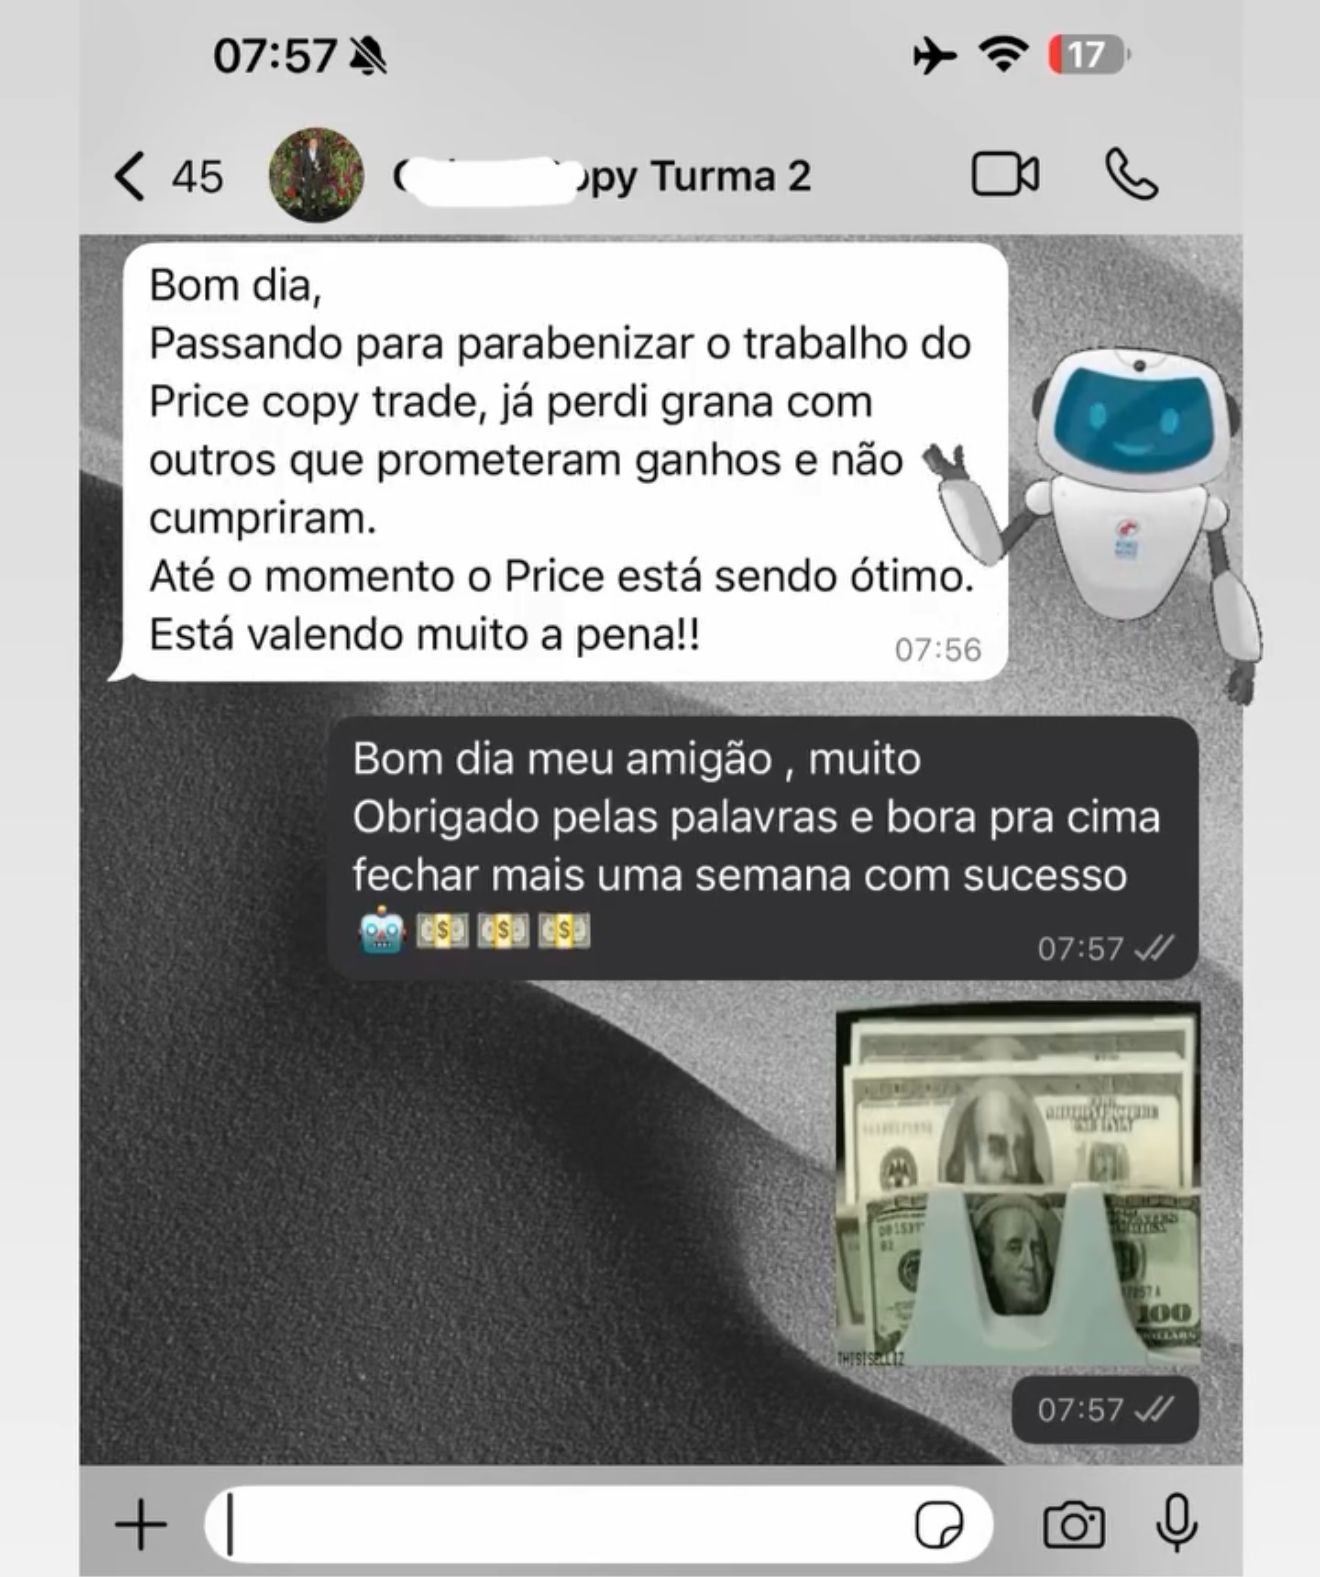 07:57
17
45
opy Turma 2
Bom dia,
Passando para parabenizar o trabalho do
Price copy trade, já perdi grana com
outros que prometeram ganhos e não
cumpriram.
Até o momento o Price está sendo ótimo.
Está valendo muito a pena!!
07:56
Bom dia meu amigão , muito
Obrigado pelas palavras e bora pra cima
fechar mais uma semana com sucesso
07:57
100
07:57